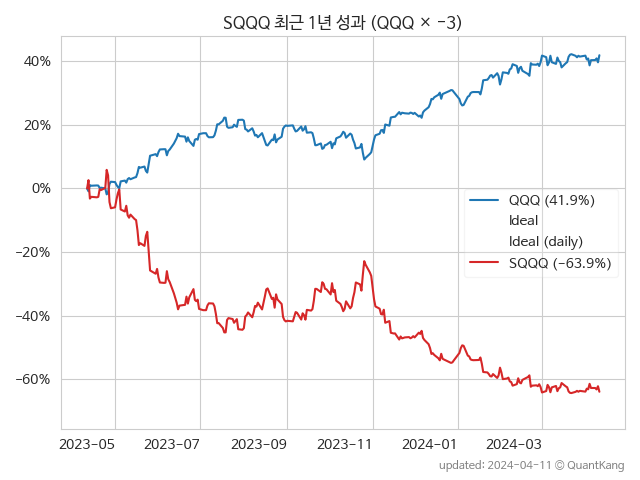 SQQQ 최근 1년 성과 (QQQ × −3)
40%
20%
0%
−20%
−40%
−60%
QQQ (41.9%)
Ideal
Ideal (daily)
SQQQ (−63.9%)
2023−05
2023−07
2023−09
2023−11
2024−01
2024−03
updated: 2024−04−11 © QuantKang